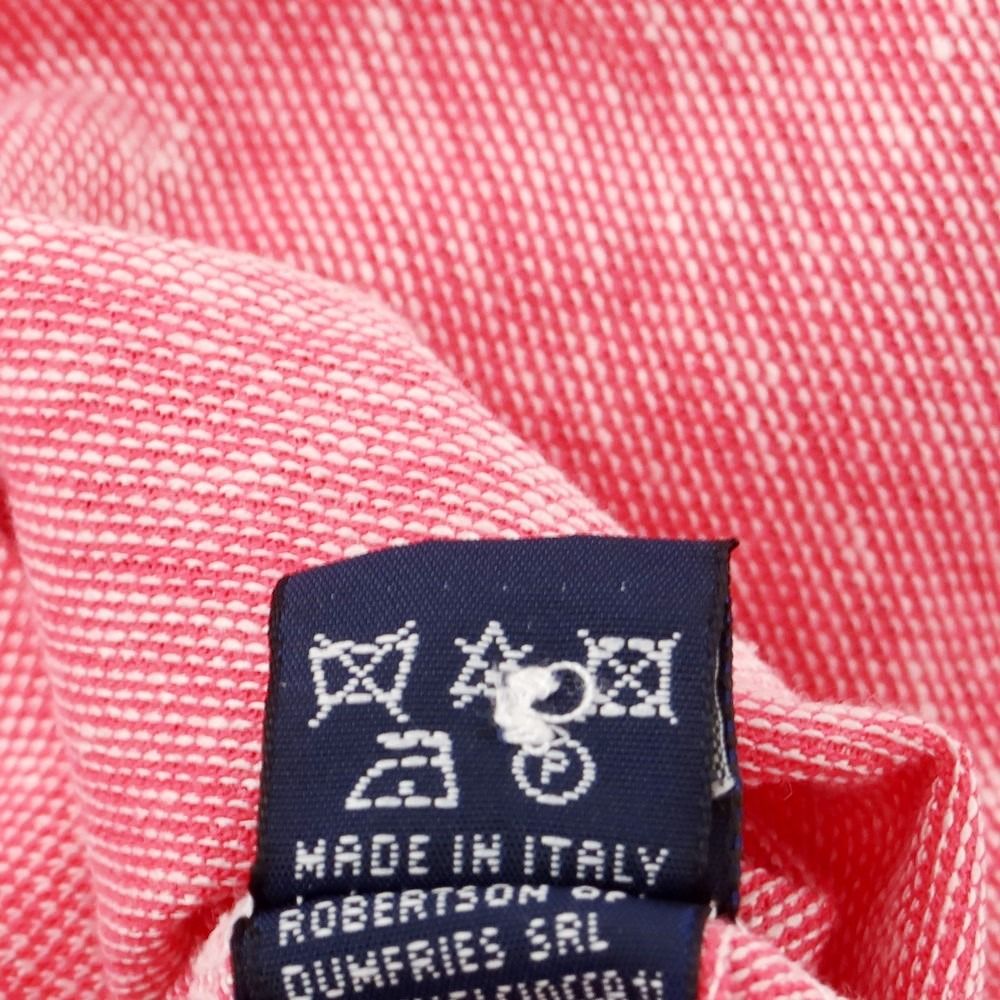 P
MADE IN ITALY
ROBERTSON
DUMFRIES SRL